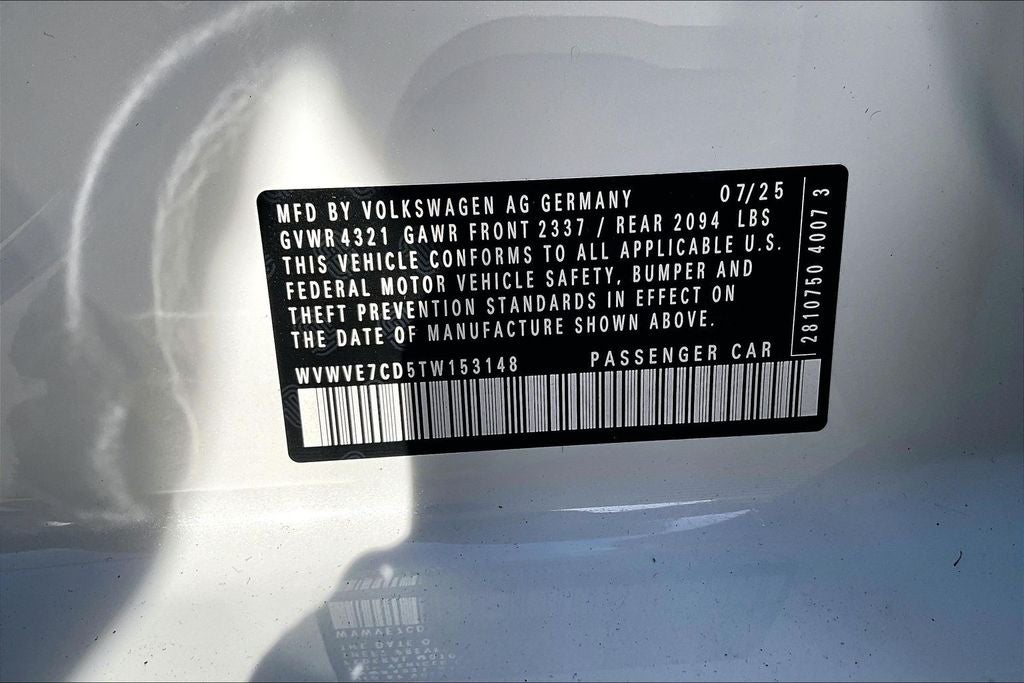 MFD BY VOLKSWAGEN AG GERMANY 07/25
GVWR 4321 GAWR FRONT 2337 / REAR 2094 LBS
THIS VEHICLE CONFORMS TO ALL APPLICABLE U.S.
FEDERAL MOTOR VEHICLE SAFETY, BUMPER AND
THEFT PREVENTION STANDARDS IN EFFECT ON
THE DATE OF MANUFACTURE SHOWN ABOVE.
WVWVE7CD5TW153148 PASSENGER CAR
2810750 4007 3